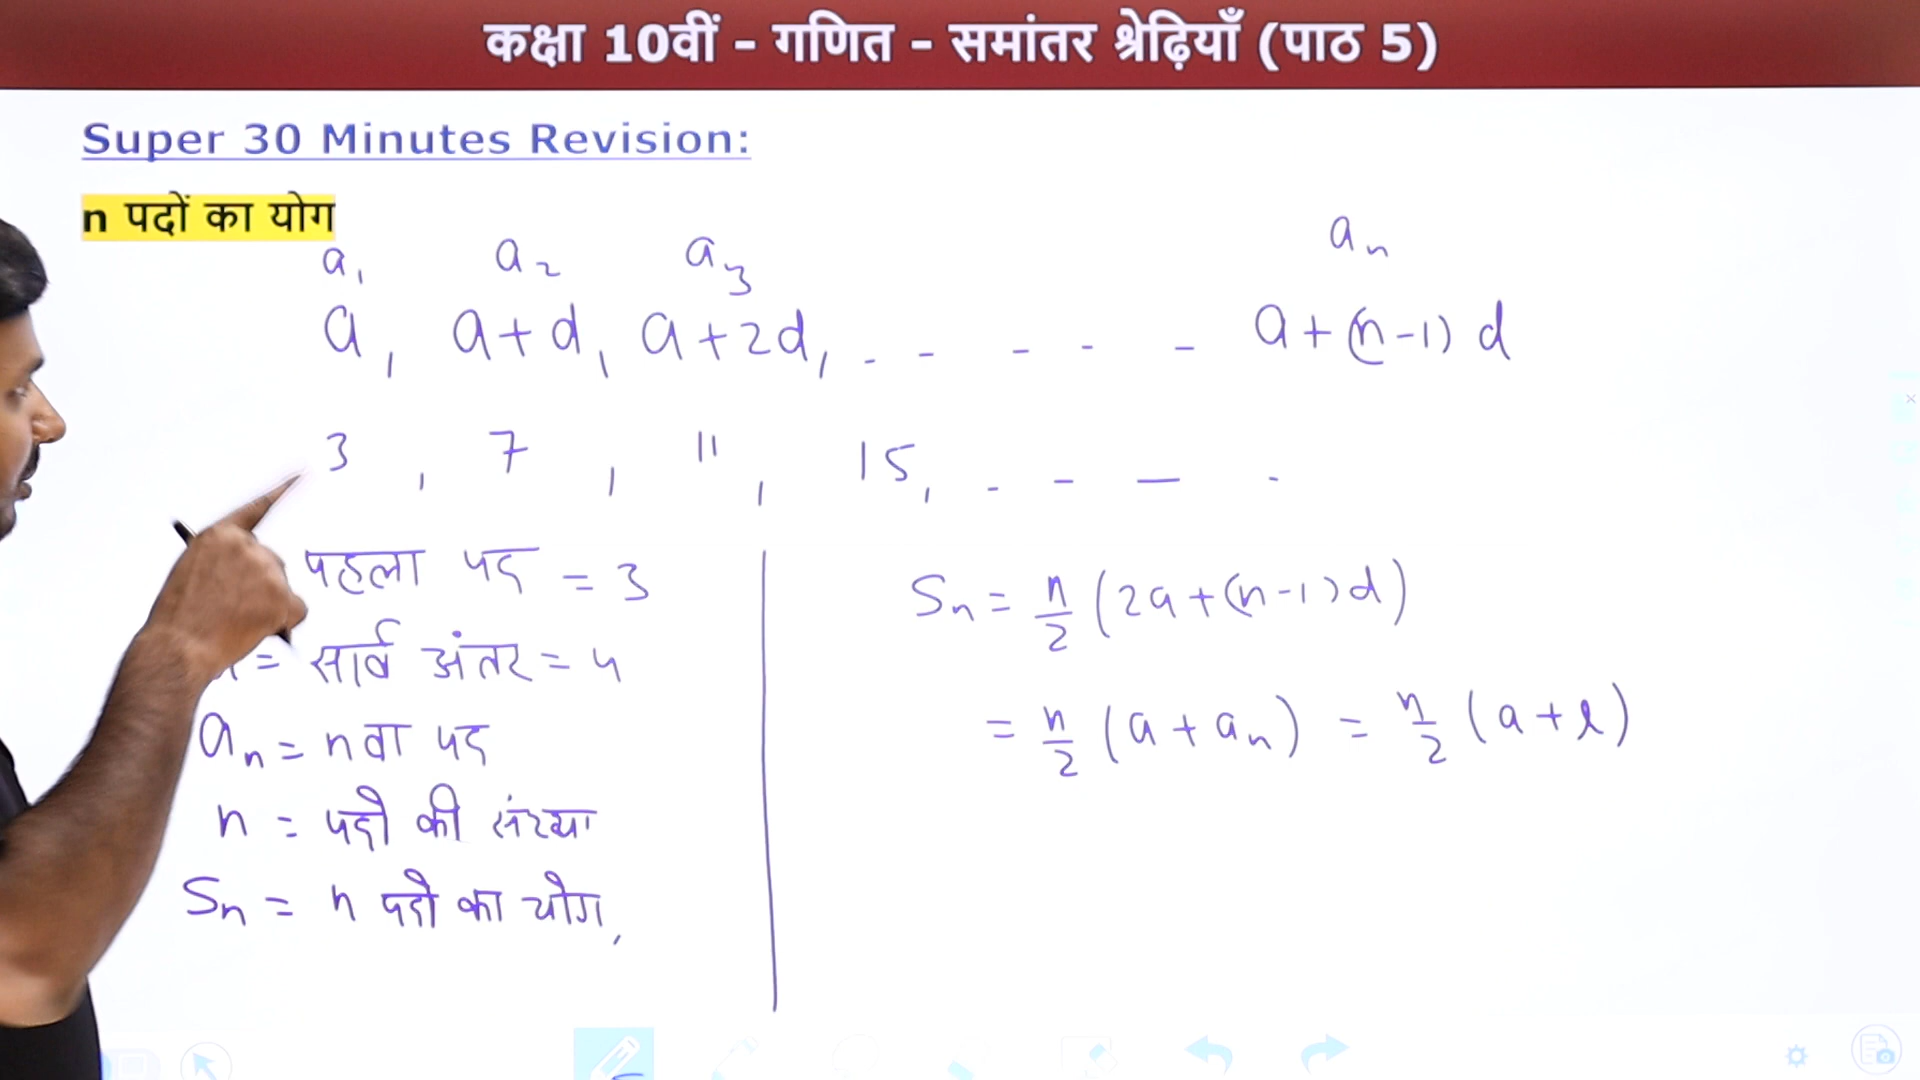 कक्षा 10वीं - गणित - समांतर श्रेढ़ियाँ (पाठ 5)
Super 30 Minutes Revision:
n पदों का योग
a₁ a₂ a₃ aₙ
a, a+d, a+2d, - - - - - a+(n-1)d
3, 7, 11, 15, - - - -
पहला पद = 3
= सार्व अंतर = 4
aₙ = nवा पद
n = पदो की संख्या
Sₙ = n पदो का योग,
Sₙ = n/2 (2a+(n-1)d)
= n/2 (a+aₙ) = n/2 (a+l)